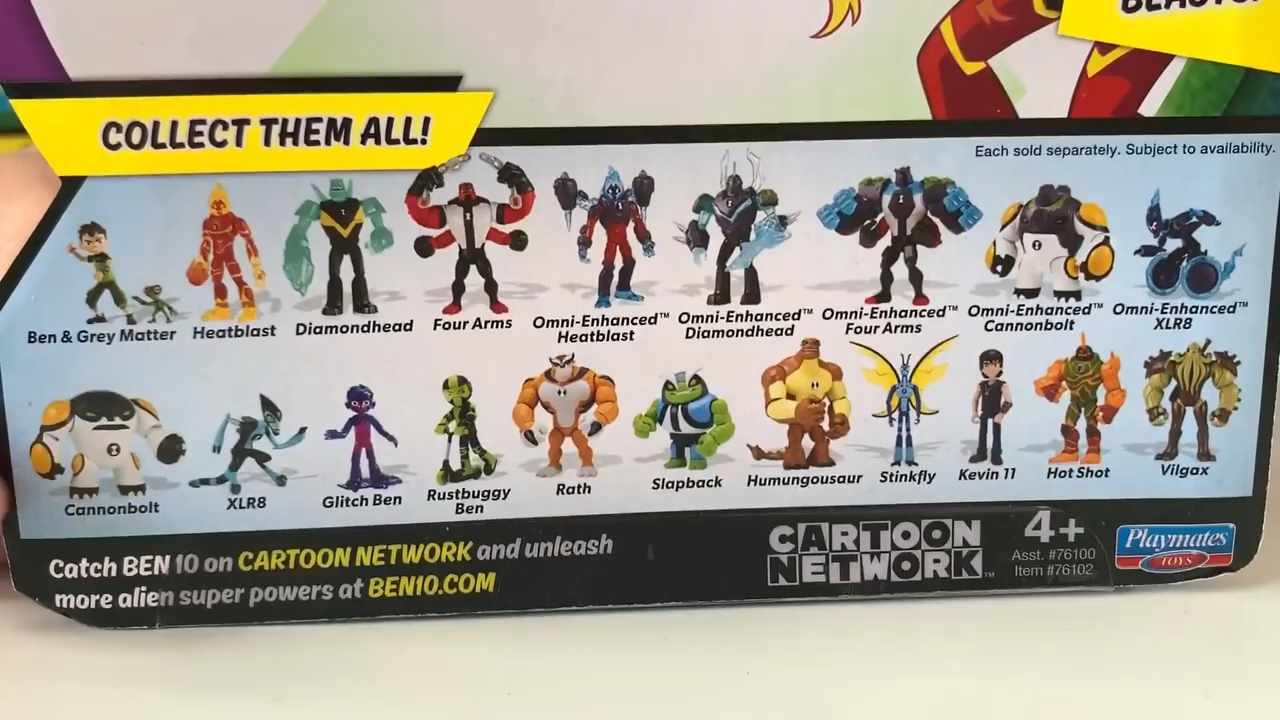 COLLECT THEM ALL!
Each sold separately. Subject to availability.
Ben & Grey Matter
Heatblast
Diamondhead
Four Arms
Omni-Enhanced™
Heatblast
Omni-Enhanced™
Diamondhead
Omni-Enhanced™
Four Arms
Omni-Enhanced™
Cannonbolt
Omni-Enhanced™
XLR8
Cannonbolt
XLR8
Glitch Ben
Rustbuggy
Ben
Rath
Slapback
Humungousaur
Stinkfly
Kevin 11
Hot Shot
Vilgax
Catch BEN 10 on CARTOON NETWORK and unleash
more alien super powers at BEN10.COM
CARTOON
NETWORK™
4+
Asst. #76100
Item #76102
Playmates
TOYS